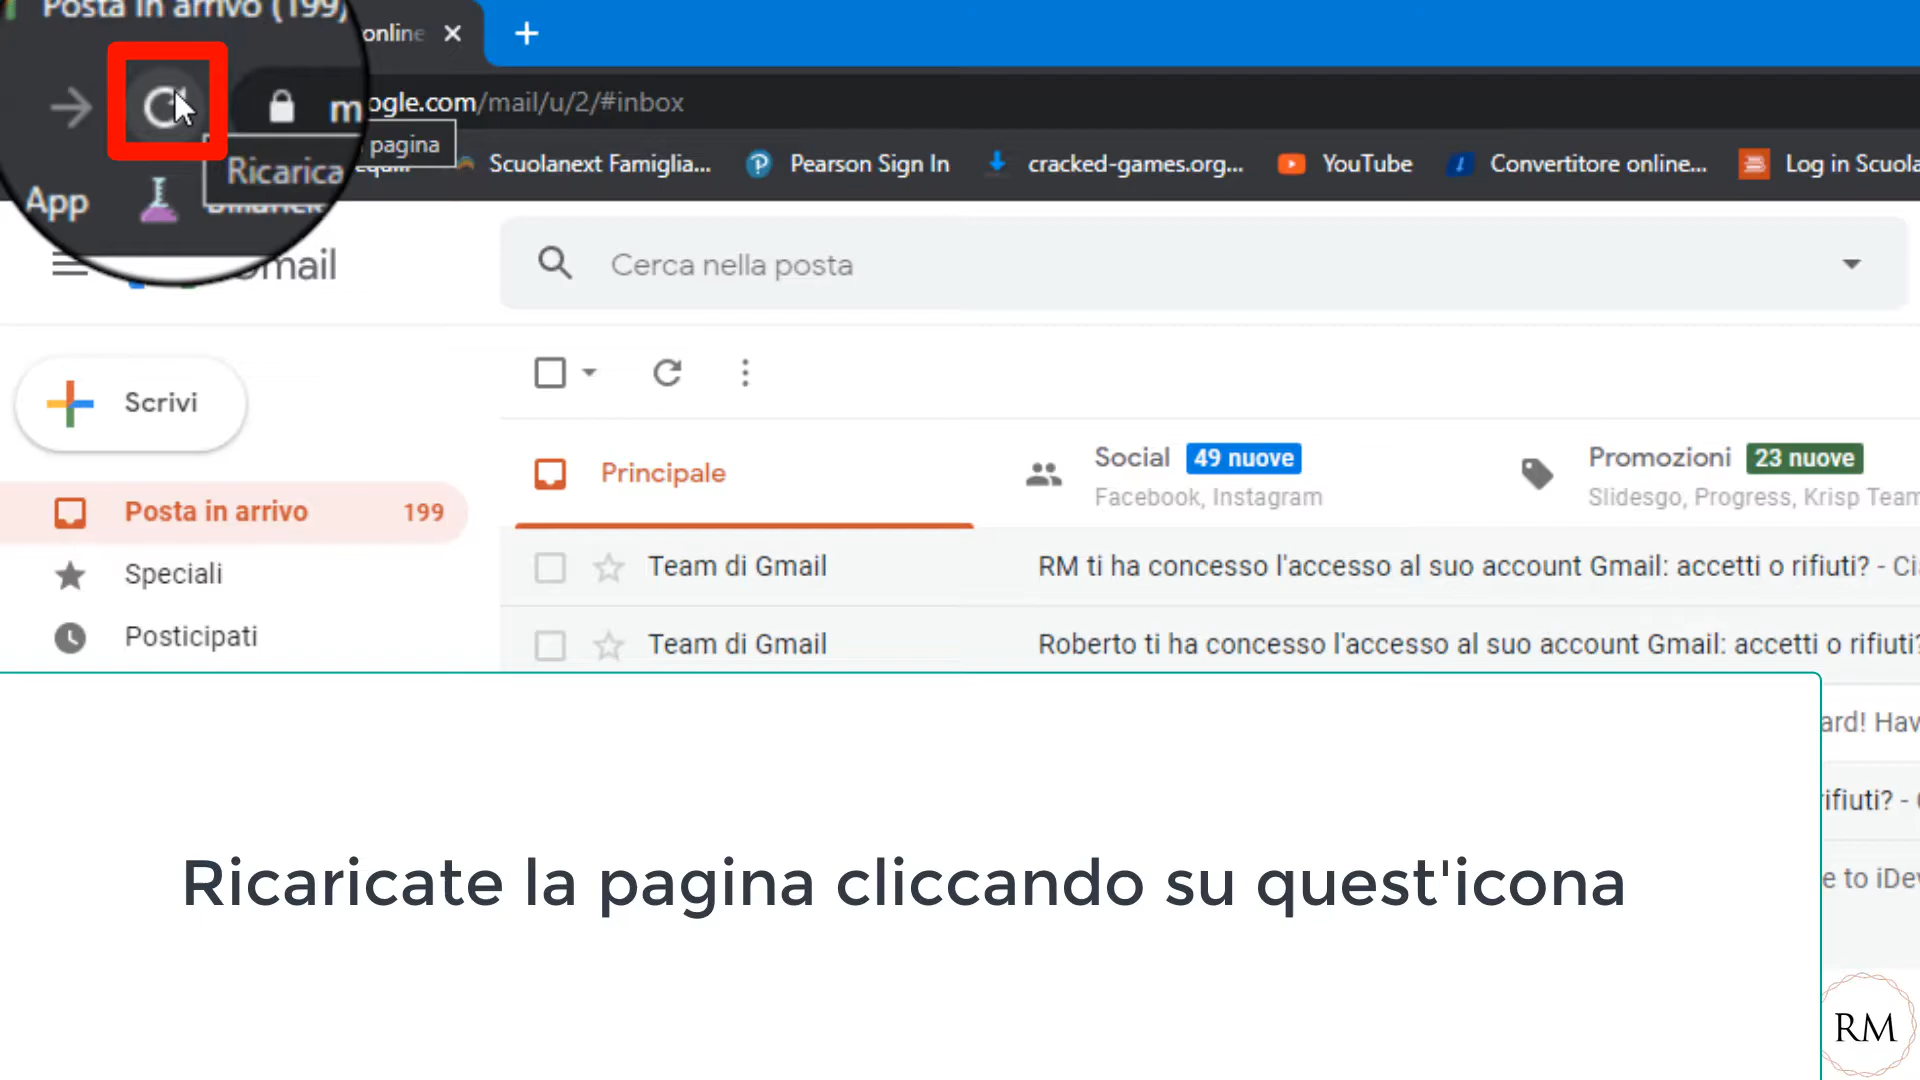 Posta in arrivo (199)
online
ogle.com/mail/u/2/#inbox
pagina
Ricarica
App
Scuolanext Famiglia...
Pearson Sign In
cracked-games.org...
YouTube
Convertitore online...
Log in Scuola
Cerca nella posta
Scrivi
Principale
Social 49 nuove
Facebook, Instagram
Promozioni 23 nuove
Slidesgo, Progress, Krisp Team
Posta in arrivo 199
Speciali
Posticipati
Team di Gmail RM ti ha concesso l'accesso al suo account Gmail: accetti o rifiuti? -
Team di Gmail Roberto ti ha concesso l'accesso al suo account Gmail: accetti o rifiuti?
ard!
rifiuti? -
e to
Ricaricate la pagina cliccando su quest'icona
RM